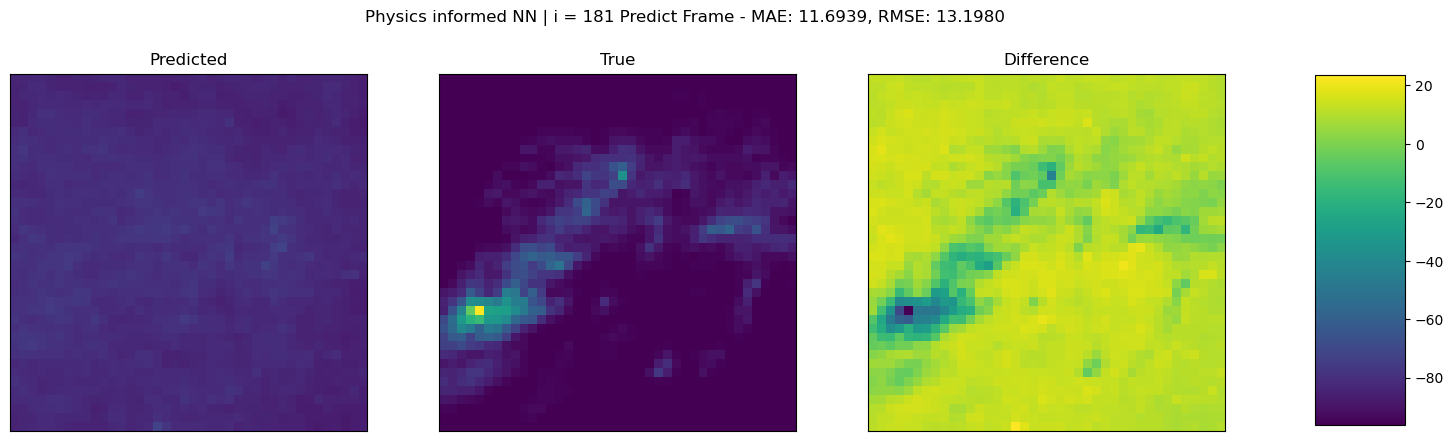 Physics informed NN | i = 181 Predict Frame - MAE: 11.6939, RMSE: 13.1980
Predicted
True
Difference
20
0
−20
−40
−60
−80